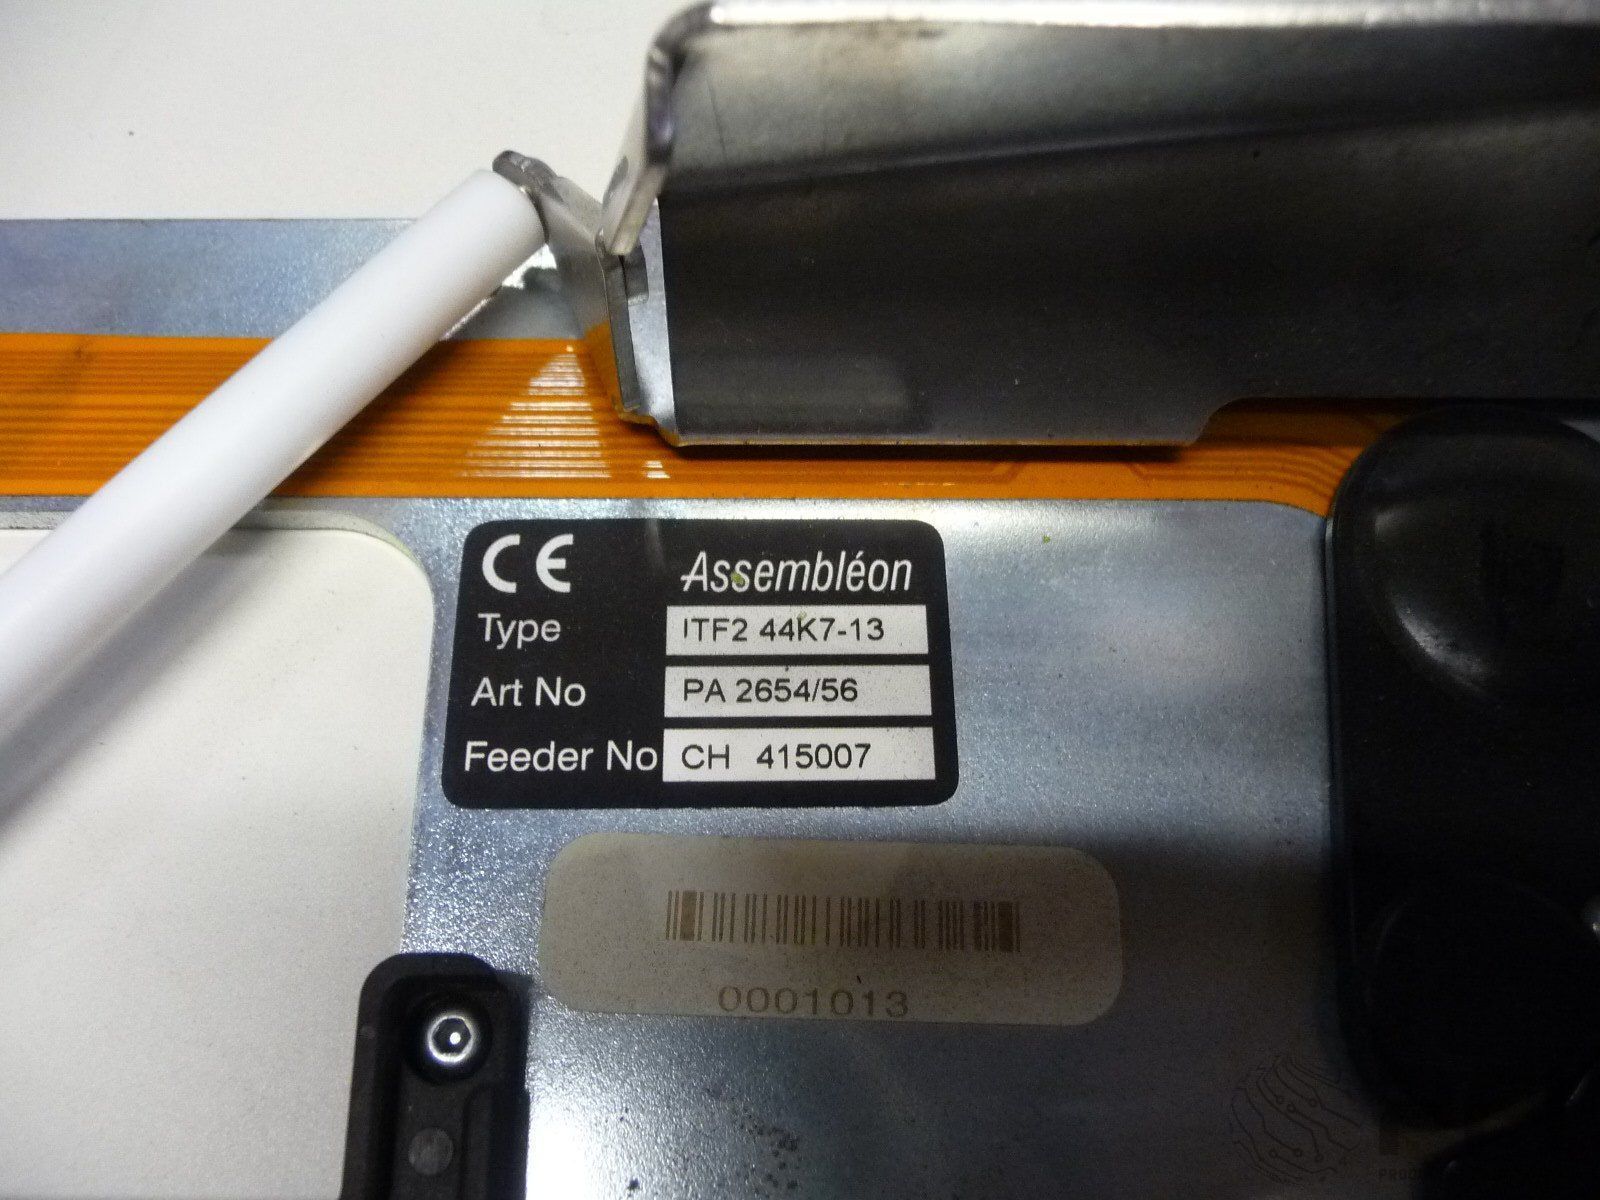 CE Assembléon
Type ITF2 44K7-13
Art No PA 2654/56
Feeder No CH 415007
0001013